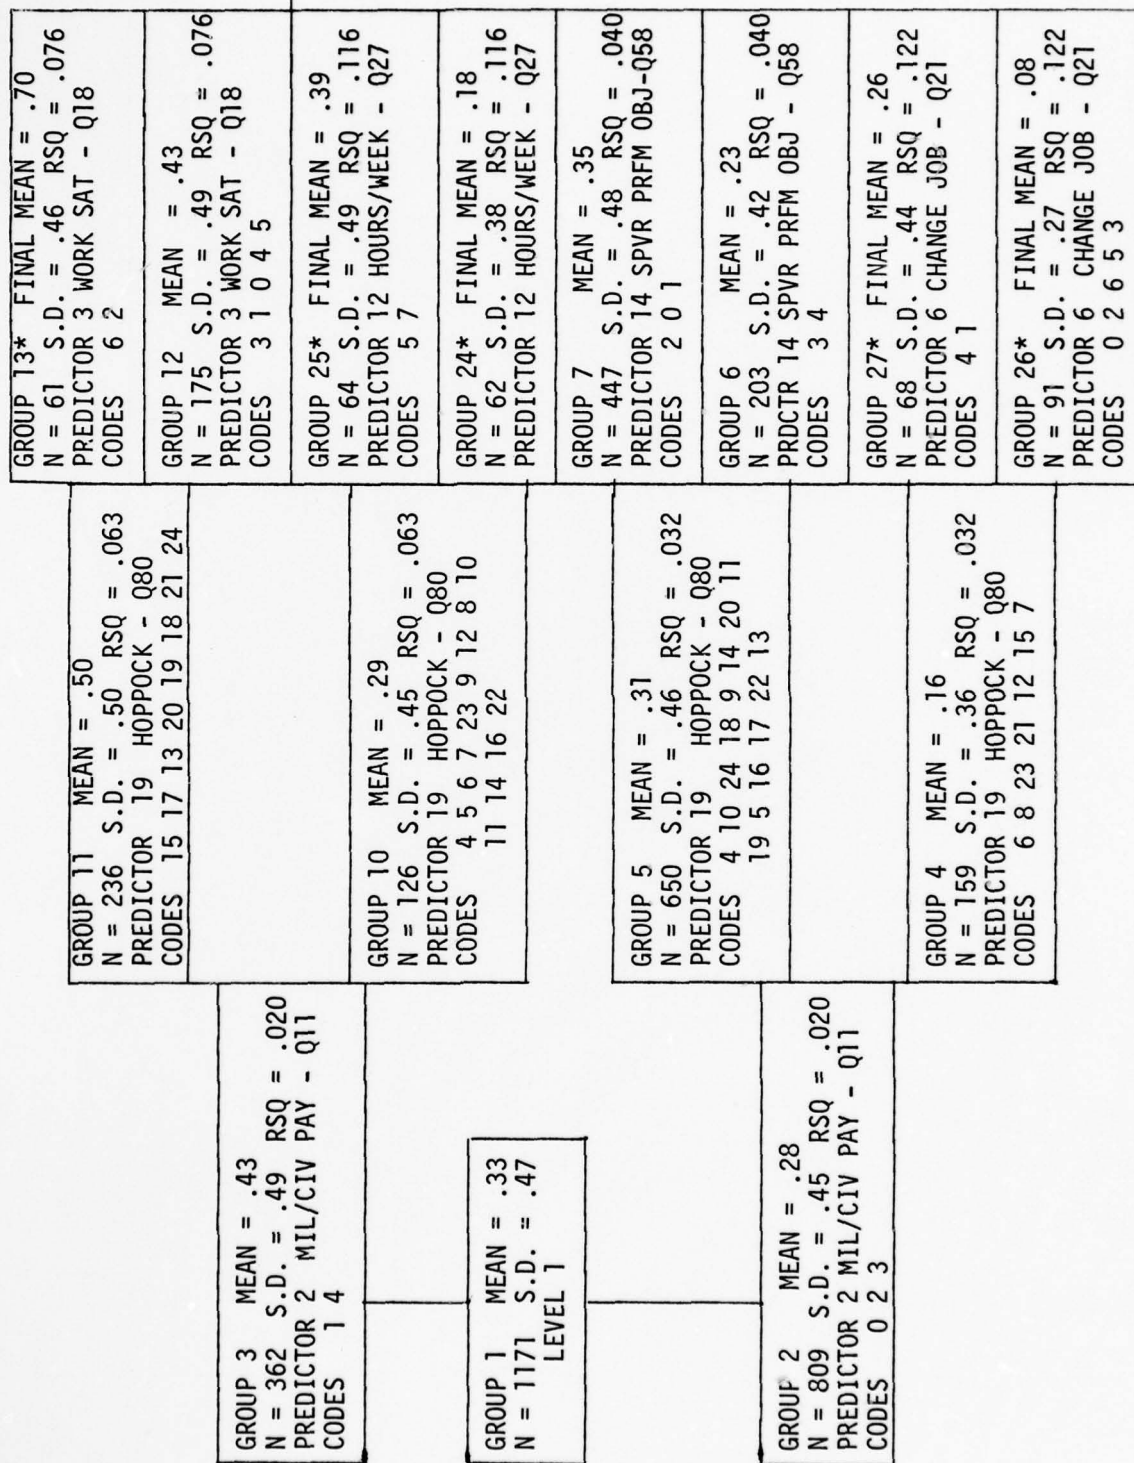 GROUP 13* FINAL MEAN = .70
N = 61 S.D. = .46 RSQ = .076
PREDICTOR 3 WORK SAT - Q18
CODES 6 2
GROUP 12 MEAN = .43
N = 175 S.D. = .49 RSQ = .076
PREDICTOR 3 WORK SAT - Q18
CODES 3 1 0 4 5
GROUP 25* FINAL MEAN = .39
N = 64 S.D. = .49 RSQ = .116
PREDICTOR 12 HOURS/WEEK - Q27
CODES 5 7
GROUP 24* FINAL MEAN = .18
N = 62 S.D. = .38 RSQ = .116
PREDICTOR 12 HOURS/WEEK - Q27
GROUP 7 MEAN = .35
N = 447 S.D. = .48 RSQ = .040
PREDICTOR 14 SPVR PRFM OBJ-Q58
CODES 2 0 1
GROUP 6 MEAN = .23
N = 203 S.D. = .42 RSQ = .040
PRDCTR 14 SPVR PRFM OBJ - Q58
CODES 3 4
GROUP 27* FINAL MEAN = .26
N = 68 S.D. = .44 RSQ = .122
PREDICTOR 6 CHANGE JOB - Q21
CODES 4 1
GROUP 26* FINAL MEAN = .08
N = 91 S.D. = .27 RSQ = .122
PREDICTOR 6 CHANGE JOB - Q21
CODES 0 2 6 5 3
GROUP 11 MEAN = .50
N = 236 S.D. = .50 RSQ = .063
PREDICTOR 19 HOPPOCK - Q80
CODES 15 17 13 20 19 18 21 24
GROUP 10 MEAN = .29
N = 126 S.D. = .45 RSQ = .063
PREDICTOR 19 HOPPOCK - Q80
CODES 4 5 6 7 23 9 12 8 10
11 14 16 22
GROUP 5 MEAN = .31
N = 650 S.D. = .46 RSQ = .032
PREDICTOR 19 HOPPOCK - Q80
CODES 4 10 24 18 9 14 20 11
19 5 16 17 22 13
GROUP 4 MEAN = .16
N = 159 S.D. = .36 RSQ = .032
PREDICTOR 19 HOPPOCK - Q80
CODES 6 8 23 21 12 15 7
GROUP 3 MEAN = .43
N = 362 S.D. = .49 RSQ = .020
PREDICTOR 2 MIL/CIV PAY - Q11
CODES 1 4
GROUP 1 MEAN = .33
N = 1171 S.D. = .47
LEVEL 1
GROUP 2 MEAN = .28
N = 809 S.D. = .45 RSQ = .020
PREDICTOR 2 MIL/CIV PAY - Q11
CODES 0 2 3